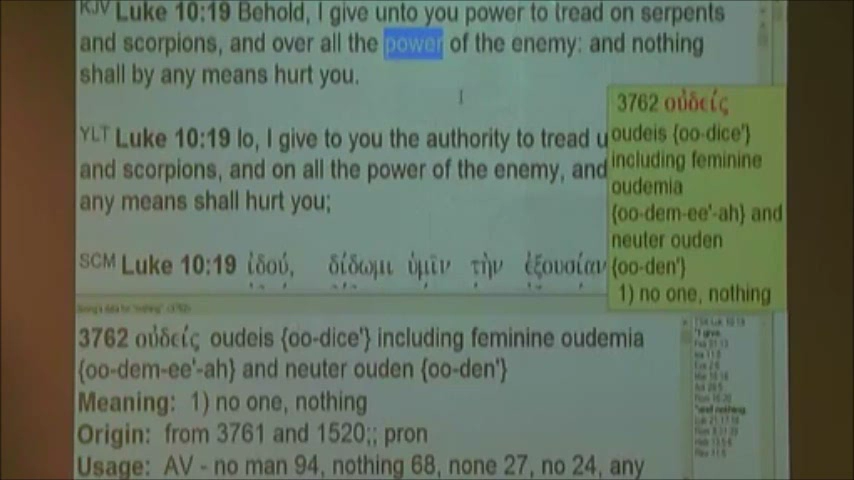 KJV Luke 10:19 Behold, I give unto you power to tread on serpents
and scorpions, and over all the power of the enemy: and nothing
shall by any means hurt you.
YLT Luke 10:19 lo, I give to you the authority to tread u
and scorpions, and on all the power of the enemy, and
any means shall hurt you;
SCM Luke 10:19 ἰδού, δίδωμι ὑμῖν τὴν ἐξουσίαν
3762 οὐδείς
oudeis {oo-dice'}
including feminine
oudemia
{oo-dem-ee'-ah} and
neuter ouden
{oo-den'}
1) no one, nothing
3762 οὐδείς oudeis {oo-dice'} including feminine oudemia
{oo-dem-ee'-ah} and neuter ouden {oo-den'}
Meaning: 1) no one, nothing
Origin: from 3761 and 1520;; pron
Usage: AV - no man 94, nothing 68, none 27, no 24, any
"I give
"and nothing